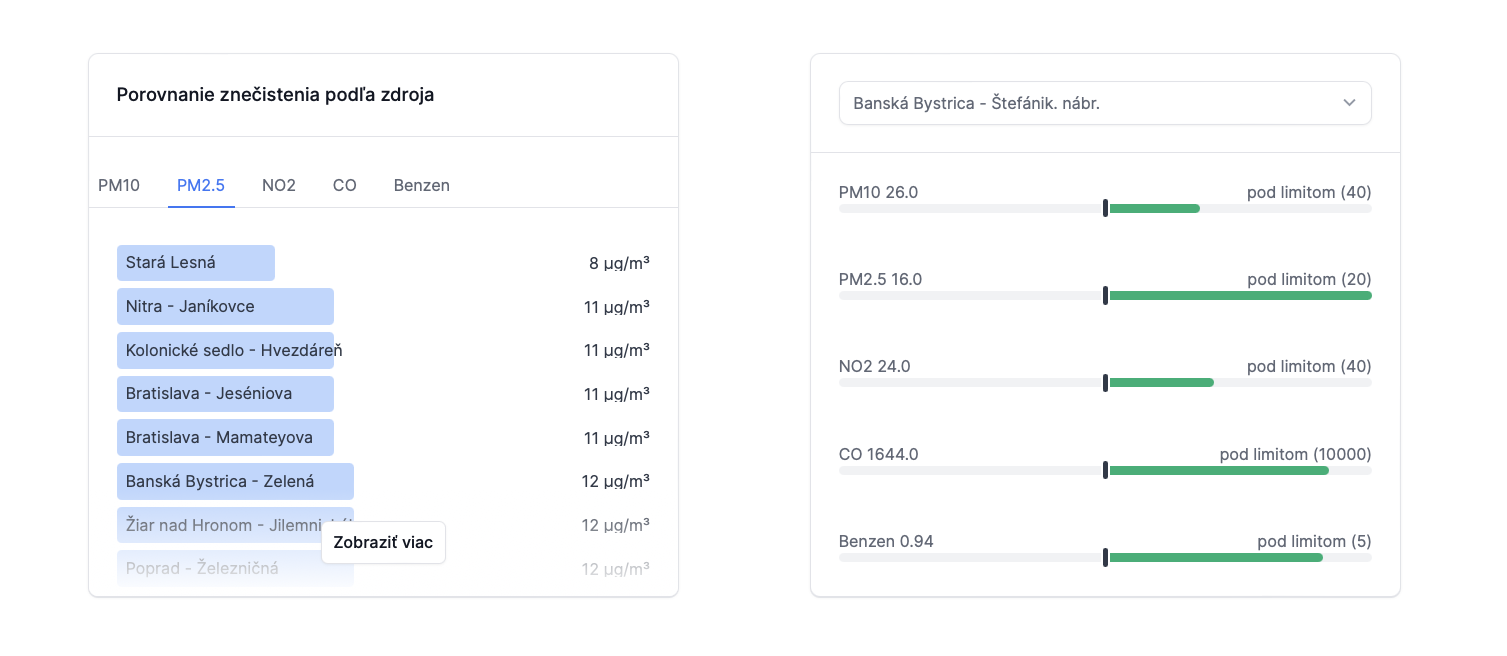 Porovnanie znečistenia podľa zdroja
PM10 PM2.5 NO2 CO Benzen
Stará Lesná 8 µg/m³
Nitra - Janíkovce 11 µg/m³
Kolonické sedlo - Hvezdáreň 11 µg/m³
Bratislava - Jeséniova 11 µg/m³
Bratislava - Mamateyova 11 µg/m³
Banská Bystrica - Zelená 12 µg/m³
Žiar nad Hronom - 12 µg/m³
Zobraziť viac
Poprad - Železničná 12 µg/m³
Banská Bystrica - Štefánik. nábr.
PM10 26.0 pod limitom (40)
PM2.5 16.0 pod limitom (20)
NO2 24.0 pod limitom (40)
CO 1644.0 pod limitom (10000)
Benzen 0.94 pod limitom (5)